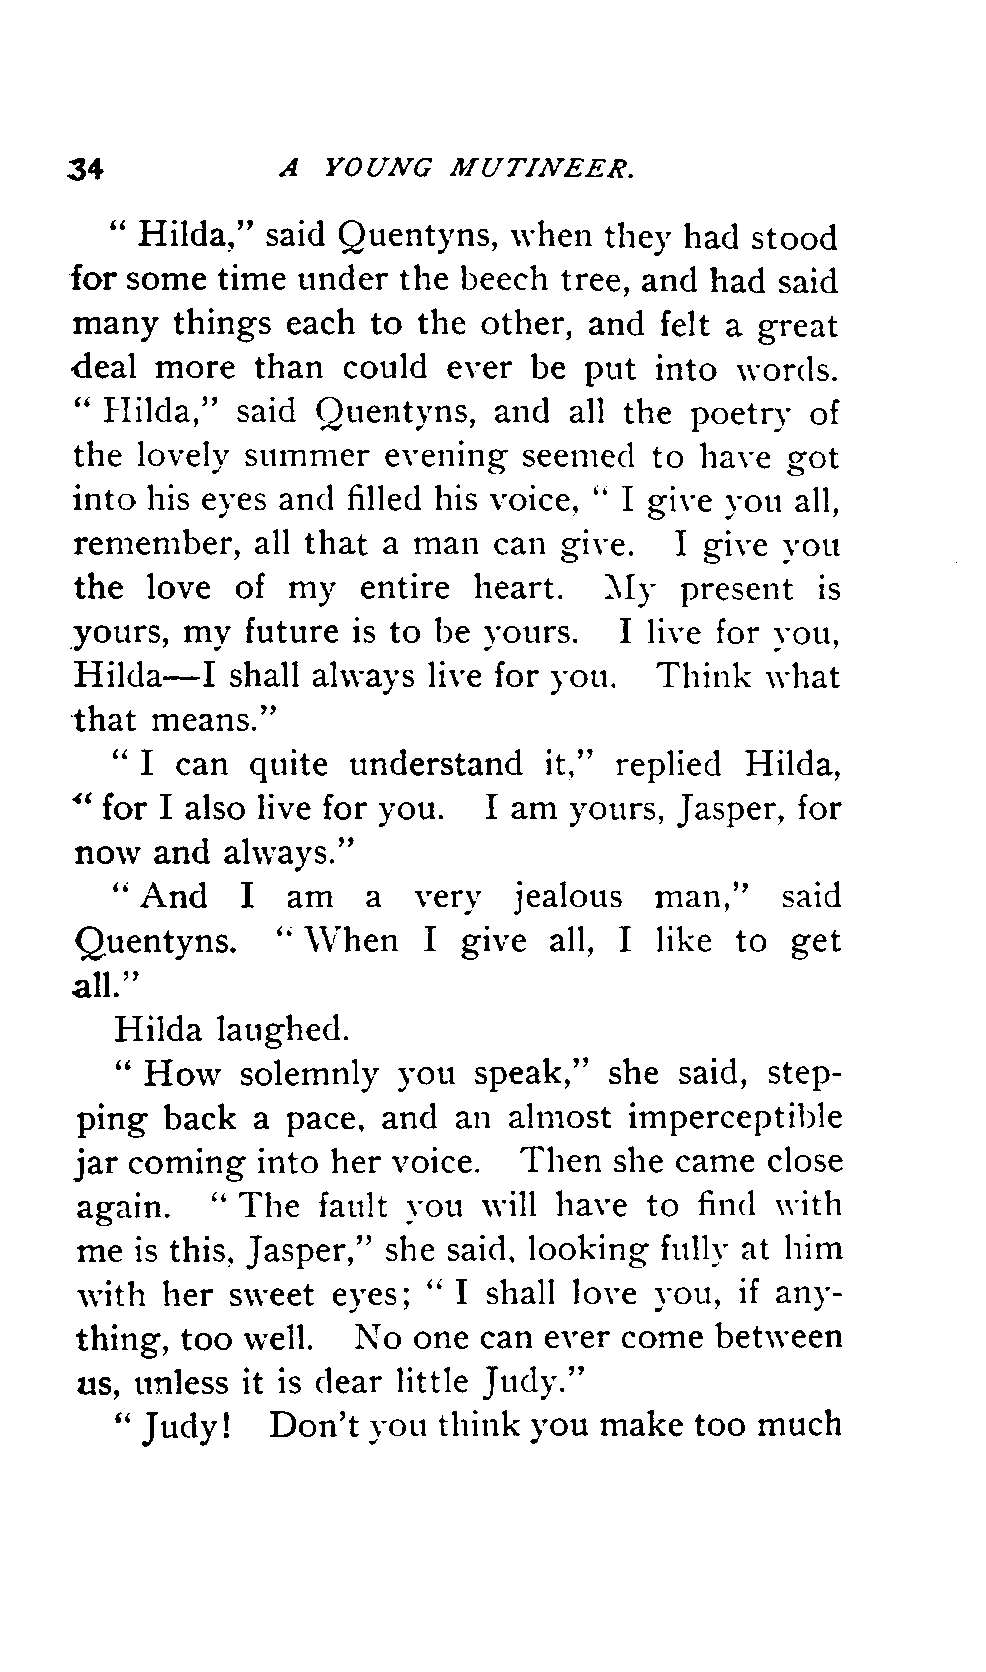 34 A YOUNG MUTINEER.
" Hilda," said Quentyns, when they had stood
for some time under the beech tree, and had said
many things each to the other, and felt a great
deal more than could ever be put into words.
" Hilda," said Quentyns, and all the poetry of
the lovely summer evening seemed to have got
into his eyes and filled his voice, " I give you all,
remember, all that a man can give. I give you
the love of my entire heart. My present is
yours, my future is to be yours. I live for you,
Hilda—I shall always live for you. Think what
that means."
" I can quite understand it," replied Hilda,
" for I also live for you. I am yours, Jasper, for
now and always."
" And I am a very jealous man," said
Quentyns. " When I give all, I like to get
all."
Hilda laughed.
" How solemnly you speak," she said, step-
ping back a pace, and an almost imperceptible
jar coming into her voice. Then she came close
again. " The fault you will have to find with
me is this, Jasper," she said, looking fully at him
with her sweet eyes; " I shall love you, if any-
thing, too well. No one can ever come between
us, unless it is dear little Judy."
" Judy! Don't you think you make too much